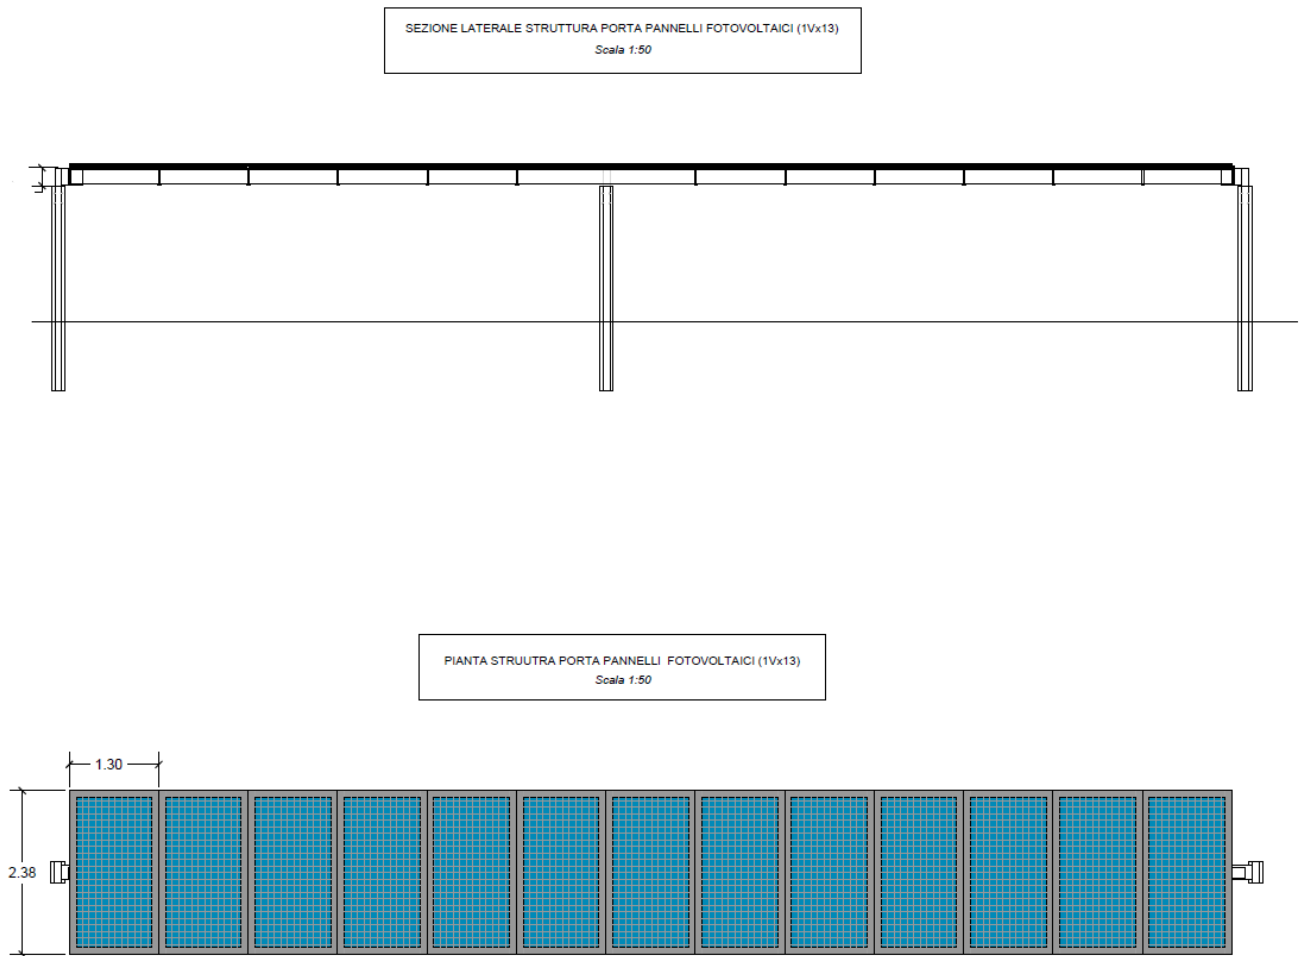 SEZIONE LATERALE STRUTTURA PORTA PANNELLI FOTOVOLTAICI (1Vx13)
Scala 1:50
PIANTA STRUUTRA PORTA PANNELLI FOTOVOLTAICI (1Vx13)
Scala 1:50
1.30
2.38